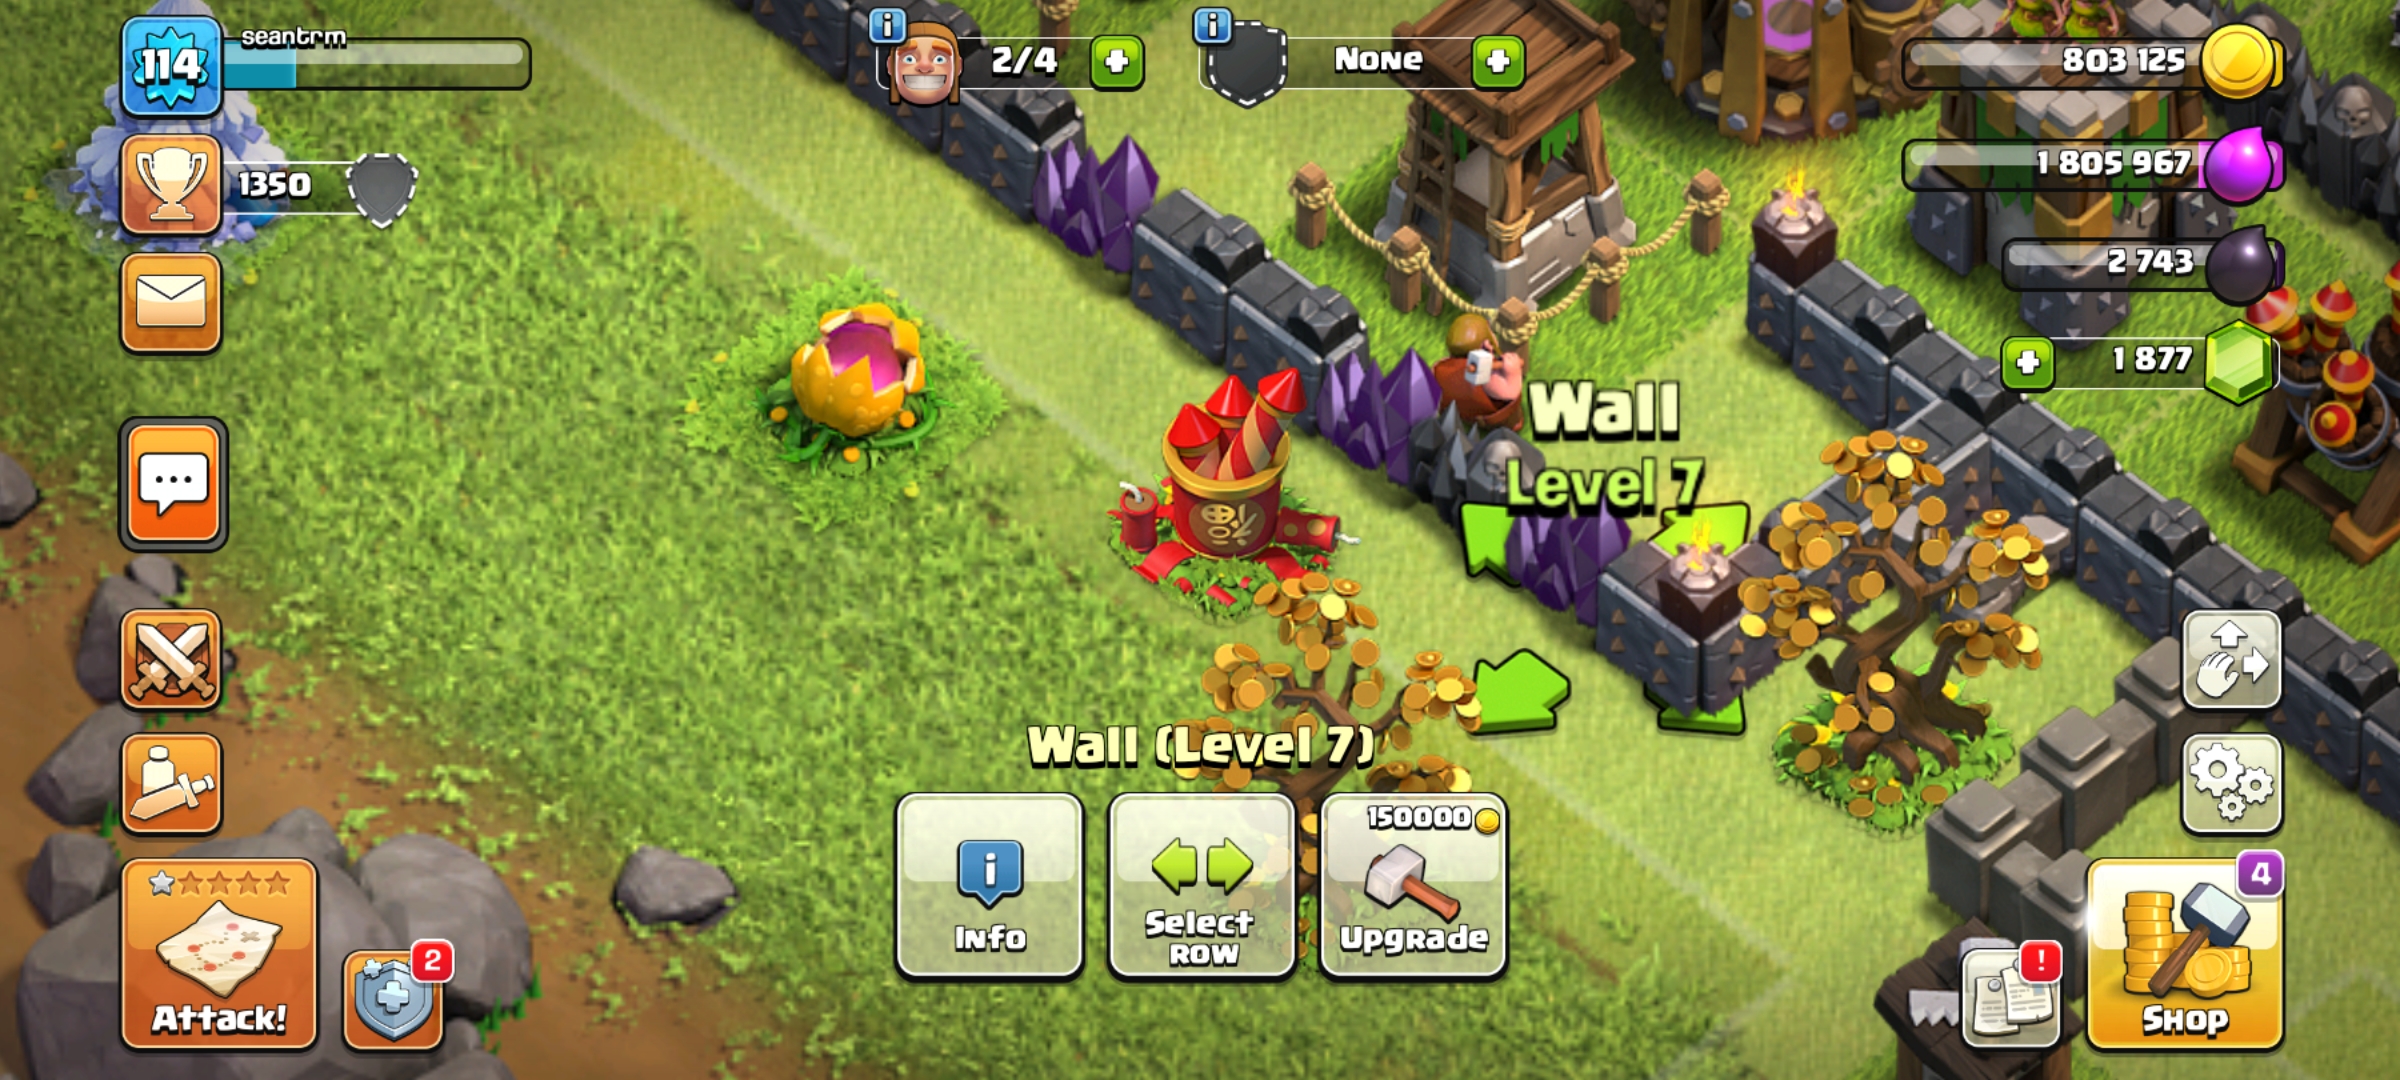 114
seantrm
i
2/4
i
None
803 125
1350
1 805 967
2 743
1 877
Wall
Level 7
Wall (Level 7)
i
Info
Select
Row
150000
Upgrade
Attack!
2
!
4
Shop